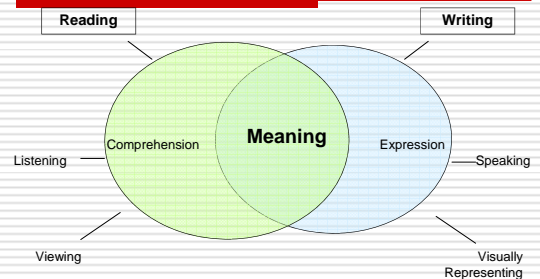 Reading
Writing
Comprehension
Meaning
Expression
Listening
Speaking
Viewing
Visually
Representing